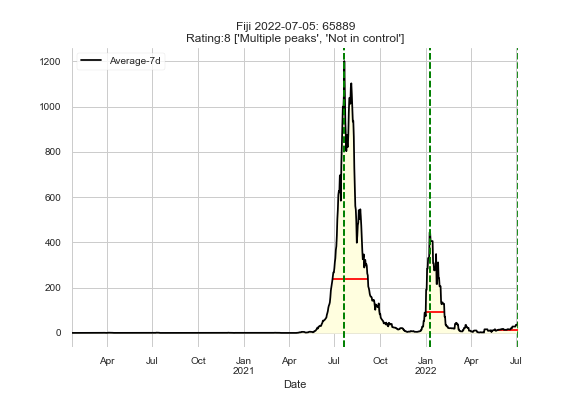 Fiji 2022-07-05: 65889
Rating:8 ['Multiple peaks', 'Not in control']
Average-7d
1200
1000
800
600
400
200
0
Apr Jul Oct Jan Apr Jul Oct Jan Apr Jul
2021 2022
Date